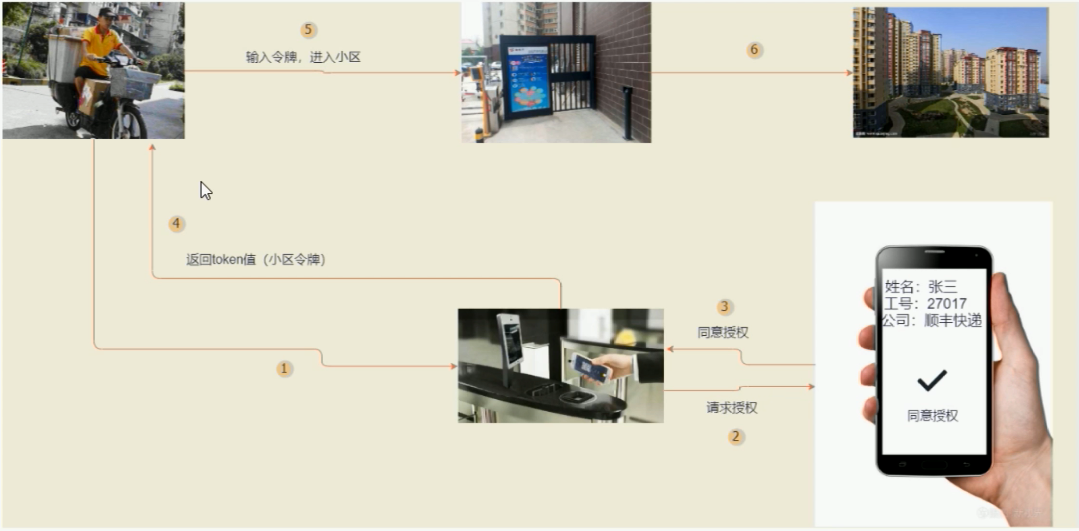 5
输入令牌，进入小区
6
4
返回token值（小区令牌）
3
同意授权
1
请求授权
2
姓名：张三
工号：27017
公司：顺丰快递
同意授权